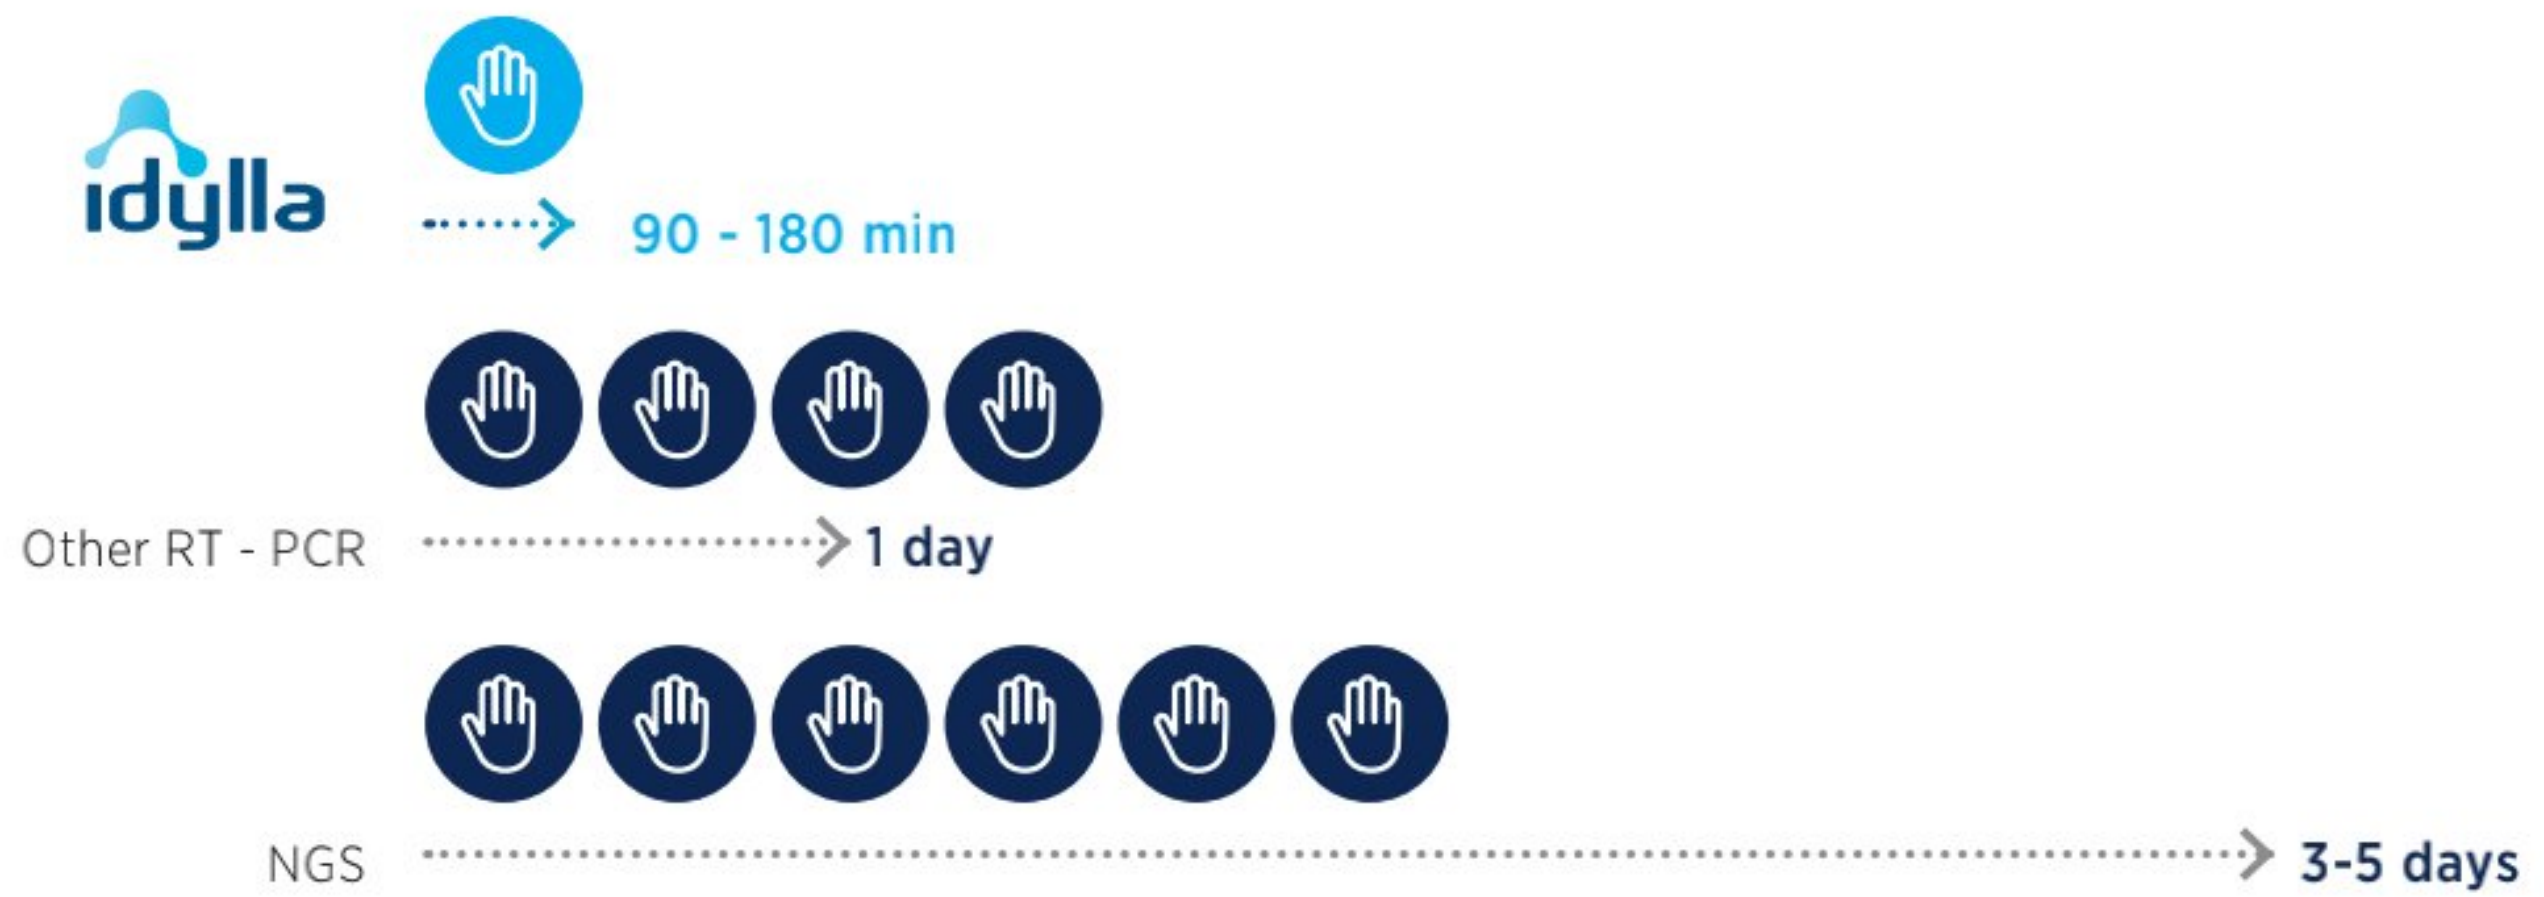 idylla
90 - 180 min
Other RT - PCR
1 day
NGS
3-5 days